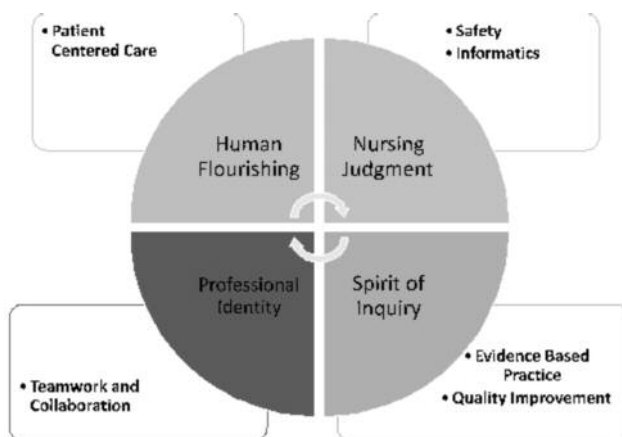 • Patient
Centered Care
• Safety
• Informatics
Human
Flourishing
Nursing
Judgment
Professional
Identity
Spirit of
Inquiry
• Teamwork and
Collaboration
• Evidence Based
Practice
• Quality Improvement